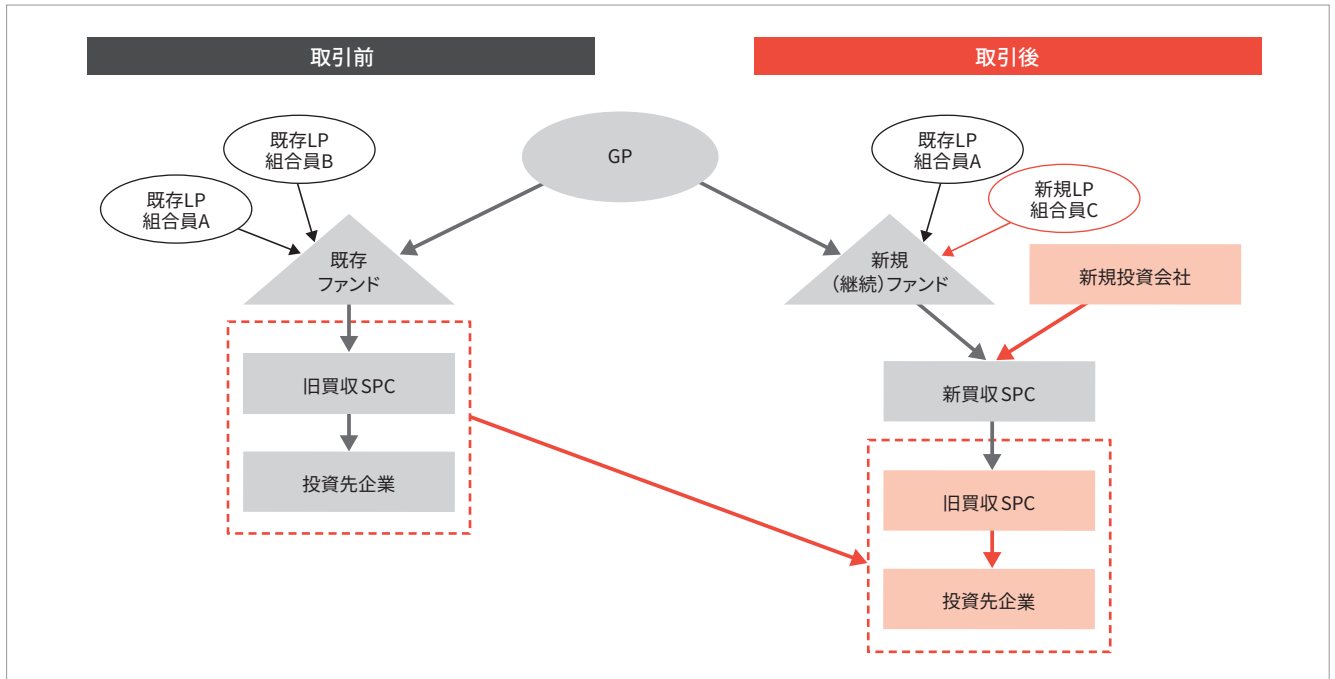 取引前
取引後
既存LP
組合員B
既存LP
組合員A
GP
既存LP
組合員A
新規LP
組合員C
既存
ファンド
新規
（継続）ファンド
新規投資会社
旧買収SPC
投資先企業
新買収SPC
旧買収SPC
投資先企業